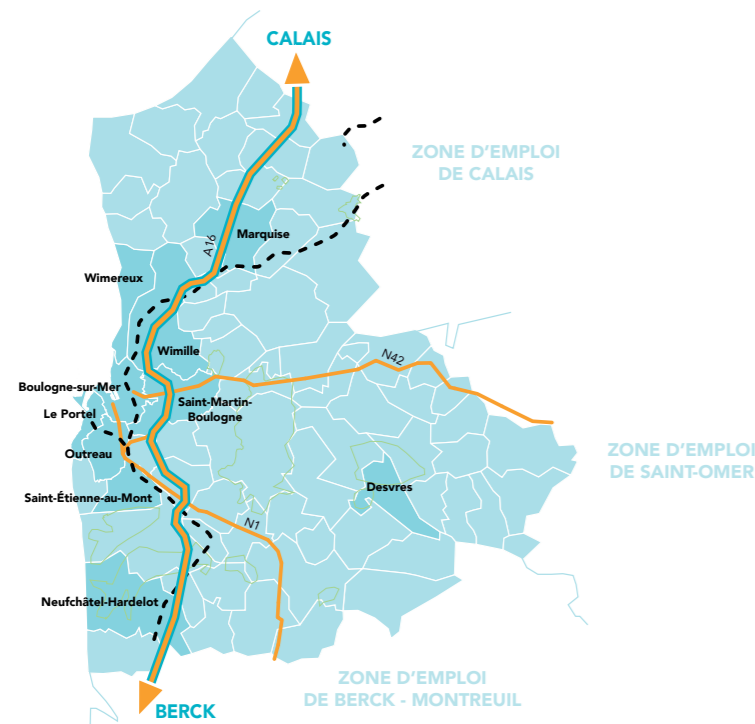 CALAIS
ZONE D'EMPLOI
DE CALAIS
Marquise
A16
Wimereux
Wimille
N42
Boulogne-sur-Mer
Saint-Martin-
Boulogne
Le Portel
Outreau
ZONE D'EMPLOI
DE SAINT-OMER
Desvres
Saint-Étienne-au-Mont
N1
Neufchâtel-Hardelot
ZONE D'EMPLOI
DE BERCK - MONTREUIL
BERCK